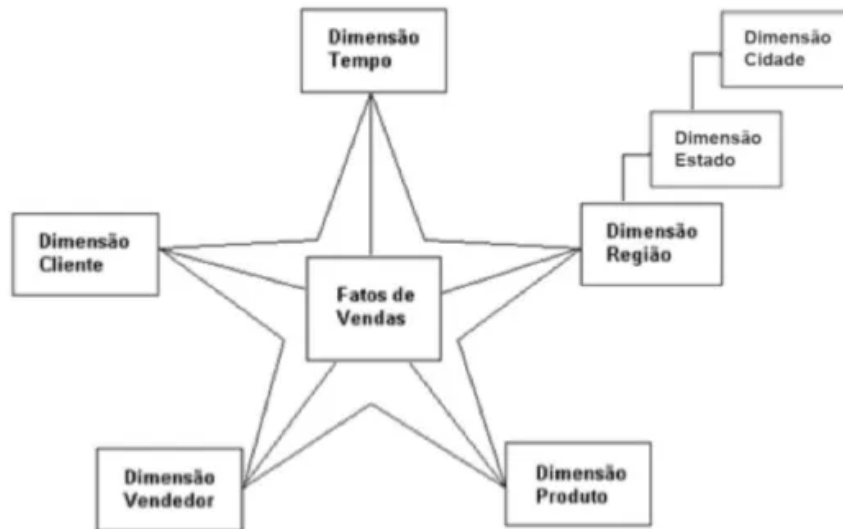 Dimensão
Tempo
Dimensão
Cidade
Dimensão
Estado
Dimensão
Cliente
Dimensão
Região
Fatos de
Vendas
Dimensão
Vendedor
Dimensão
Produto